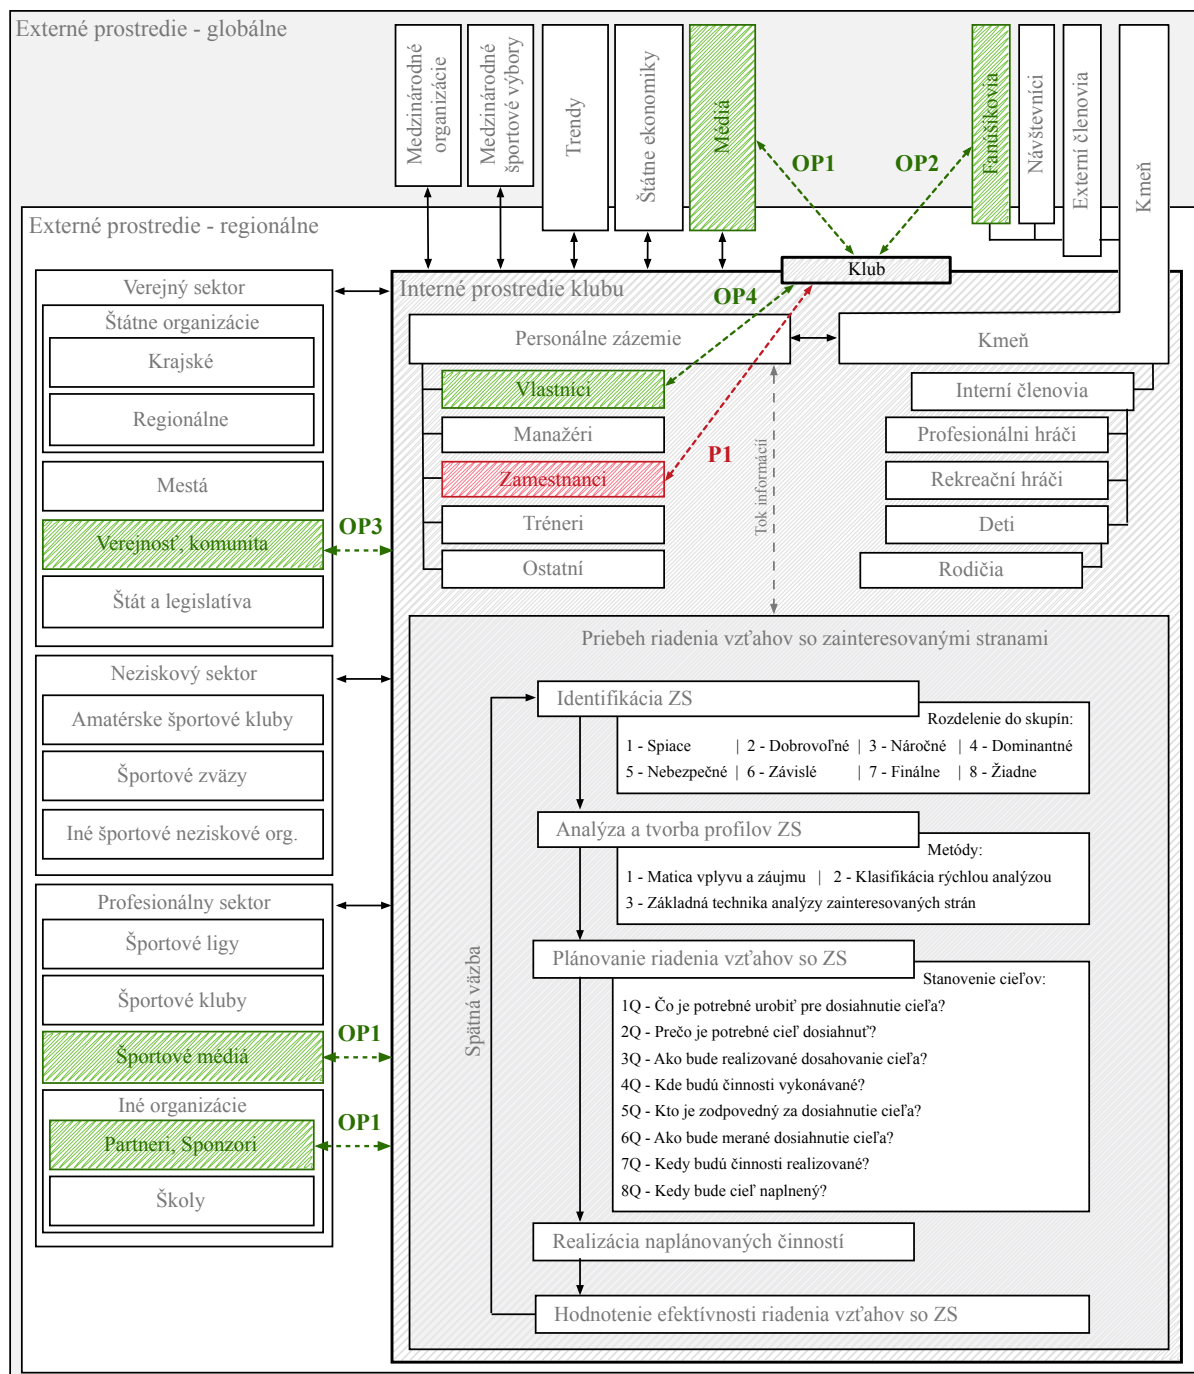 Externé prostredie - globálne
Medzinárodné
organizácie
Medzinárodné
športové výbory
Trendy
Štátne ekonomiky
Médiá
OP1
OP2
Fanúšikovia
Návštevníci
Externí členovia
Kmeň
Externé prostredie - regionálne
Verejný sektor
Štátne organizácie
Krajské
Regionálne
Mestá
Verejnosť, komunita
Štát a legislatíva
OP3
Neziskový sektor
Amatérske športové kluby
Športové zväzy
Iné športové neziskové org.
Profesionálny sektor
Športové ligy
Športové kluby
Športové médiá
OP1
Iné organizácie
Partneri, Sponzori
OP1
Školy
Klub
Interné prostredie klubu
OP4
Personálne zázemie
Kmeň
Vlastníci
Manažéri
Zamestnanci
P1
Tréneri
Ostatní
Tok informácií
Interní členovia
Profesionálni hráči
Rekreační hráči
Deti
Rodičia
Priebeh riadenia vzťahov so zainteresovanými stranami
Identifikácia ZS
Rozdelenie do skupín:
1 - Spiace | 2 - Dobrovoľné | 3 - Náročné | 4 - Dominantné
5 - Nebezpečné | 6 - Závislé | 7 - Finálne | 8 - Žiadne
Analýza a tvorba profilov ZS
Metódy:
1 - Matica vplyvu a záujmu | 2 - Klasifikácia rýchlou analýzou
3 - Základná technika analýzy zainteresovaných strán
Plánovanie riadenia vzťahov so ZS
Stanovenie cieľov:
1Q - Čo je potrebné urobiť pre dosiahnutie cieľa?
2Q - Prečo je potrebné cieľ dosiahnuť?
3Q - Ako bude realizované dosahovanie cieľa?
4Q - Kde budú činnosti vykonávané?
5Q - Kto je zodpovedný za dosiahnutie cieľa?
6Q - Ako bude merané dosiahnutie cieľa?
7Q - Kedy budú činnosti realizované?
8Q - Kedy bude cieľ naplnený?
Spätná väzba
Realizácia naplánovaných činností
Hodnotenie efektívnosti riadenia vzťahov so ZS